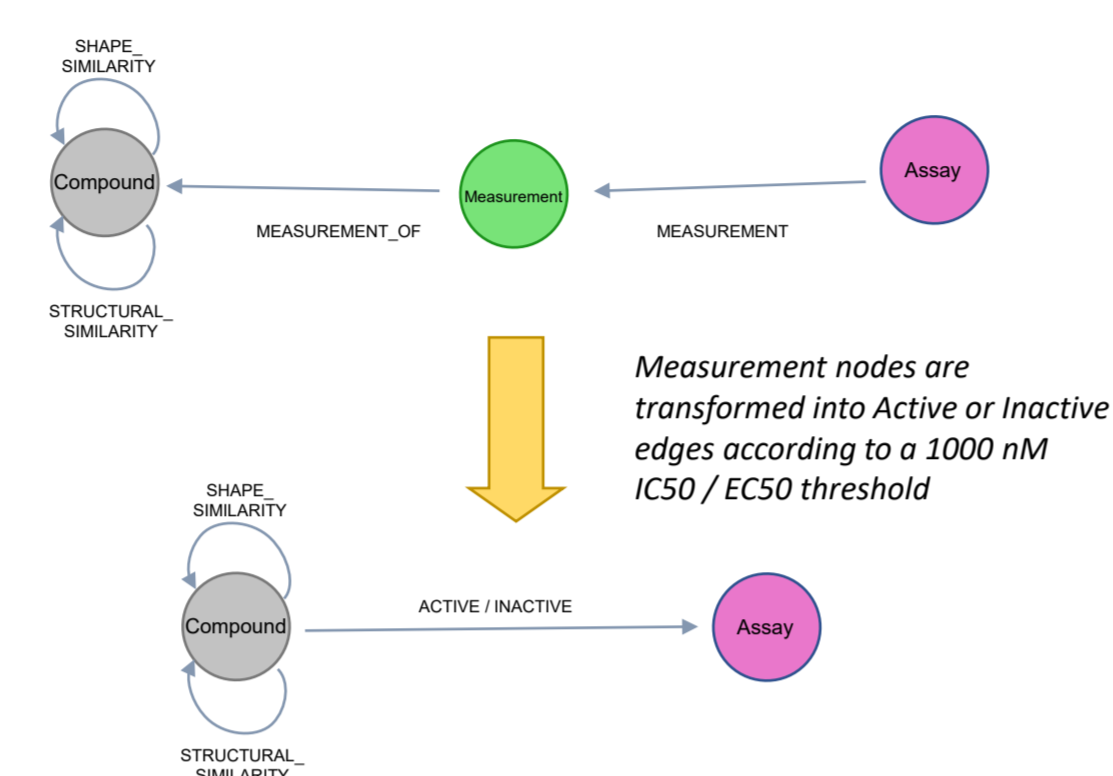 SHAPE_
SIMILARITY
Compound
Measurement
Assay
MEASUREMENT_OF
MEASUREMENT
STRUCTURAL_
SIMILARITY
Measurement nodes are
transformed into Active or Inactive
edges according to a 1000 nM
IC50 / EC50 threshold
SHAPE_
SIMILARITY
ACTIVE / INACTIVE
Compound
Assay
STRUCTURAL_
SIMILARITY